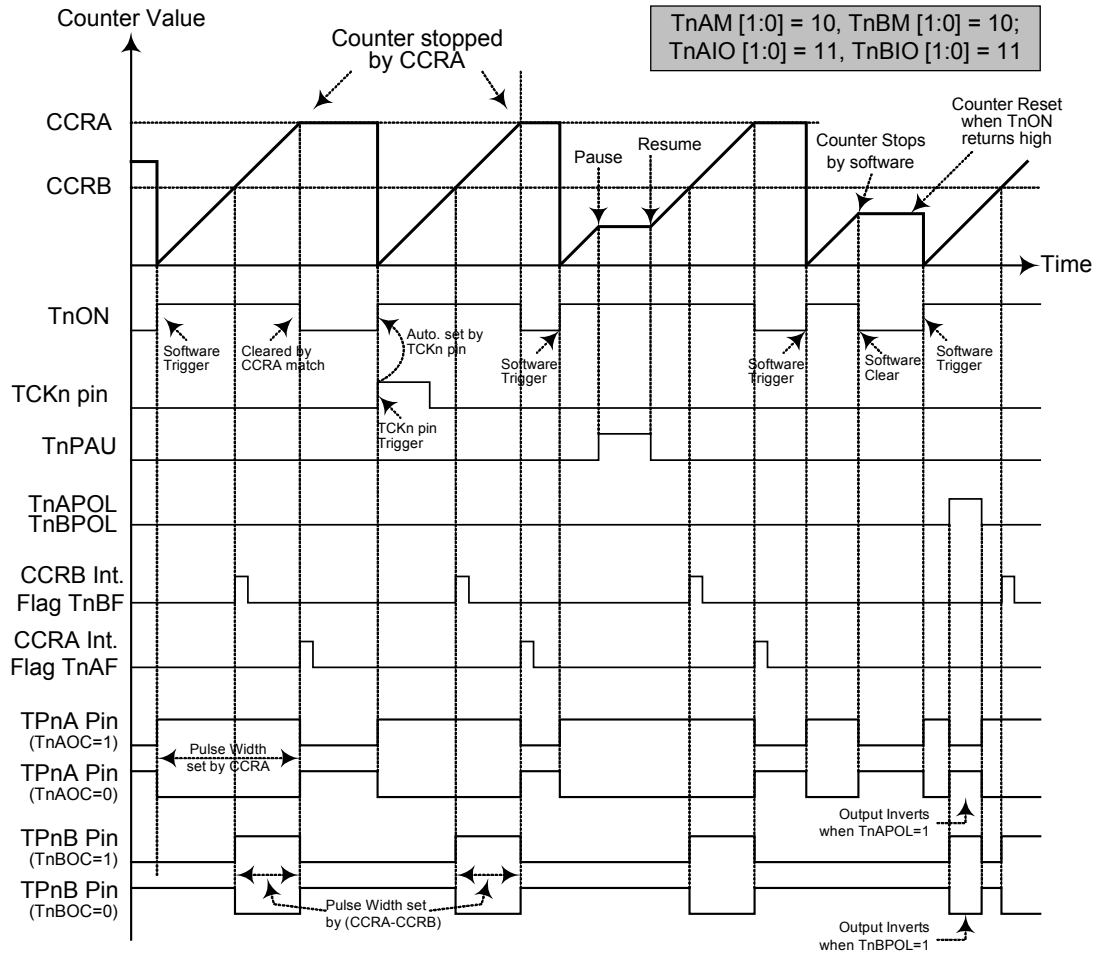 Counter Value
TnAM [1:0] = 10, TnBM [1:0] = 10;
TnAIO [1:0] = 11, TnBIO [1:0] = 11
Counter stopped
by CCRA
Counter Reset
when TnON
returns high
CCRA
Pause
Resume
Counter Stops
by software
CCRB
Time
TnON
Software
Trigger
Cleared by
CCRA match
Auto. set by
TCKn pin
Software
Trigger
Software
Trigger
Software
Clear
Software
Trigger
TCKn pin
TCKn pin
Trigger
TnPAU
TnAPOL
TnBPOL
CCRB Int.
Flag TnBF
CCRA Int.
Flag TnAF
TPnA Pin
(TnAOC=1)
Pulse Width
set by CCRA
TPnA Pin
(TnAOC=0)
Output Inverts
when TnAPOL=1
TPnB Pin
(TnBOC=1)
TPnB Pin
(TnBOC=0)
Pulse Width set
by (CCRA-CCRB)
Output Inverts
when TnBPOL=1